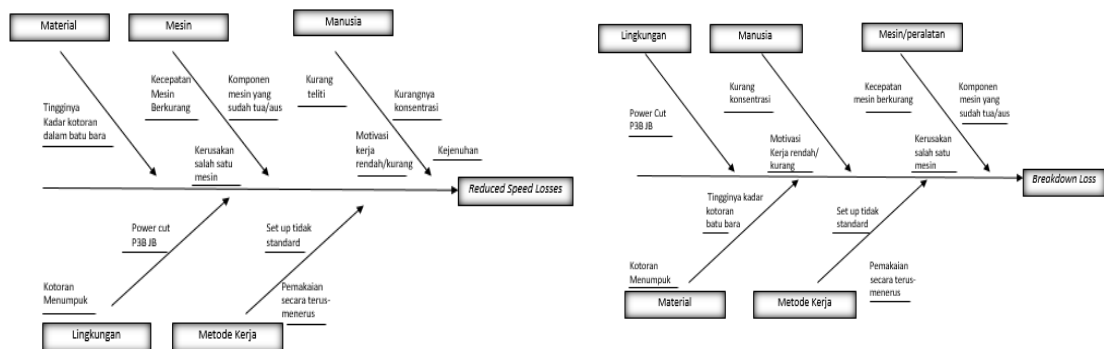 Material
Mesin
Manusia
Tingginya
Kadar kotoran
dalam batu bara
Kecepatan
Mesin
Berkurang
Komponen
mesin yang
sudah tua/aus
Kerusakan
salah satu
mesin
Kurang
teliti
Kurangnya
konsentrasi
Motivasi
kerja
rendah/kurang
Kejenuhan
Reduced Speed Losses
Power cut
P3B JB
Set up tidak
standard
Kotoran
Menumpuk
Pemakaian
secara terus-
menerus
Lingkungan
Metode Kerja
Lingkungan
Manusia
Mesin/peralatan
Power Cut
P3B JB
Kurang
konsentrasi
Motivasi
Kerja rendah/
kurang
Kecepatan
mesin berkurang
Komponen
mesin yang
sudah tua/aus
Kerusakan
salah satu
mesin
Breakdown Loss
Tingginya kadar
kotoran
batu bara
Set up tidak
standard
Kotoran
Menumpuk
Pemakaian
secara terus-
menerus
Material
Metode Kerja